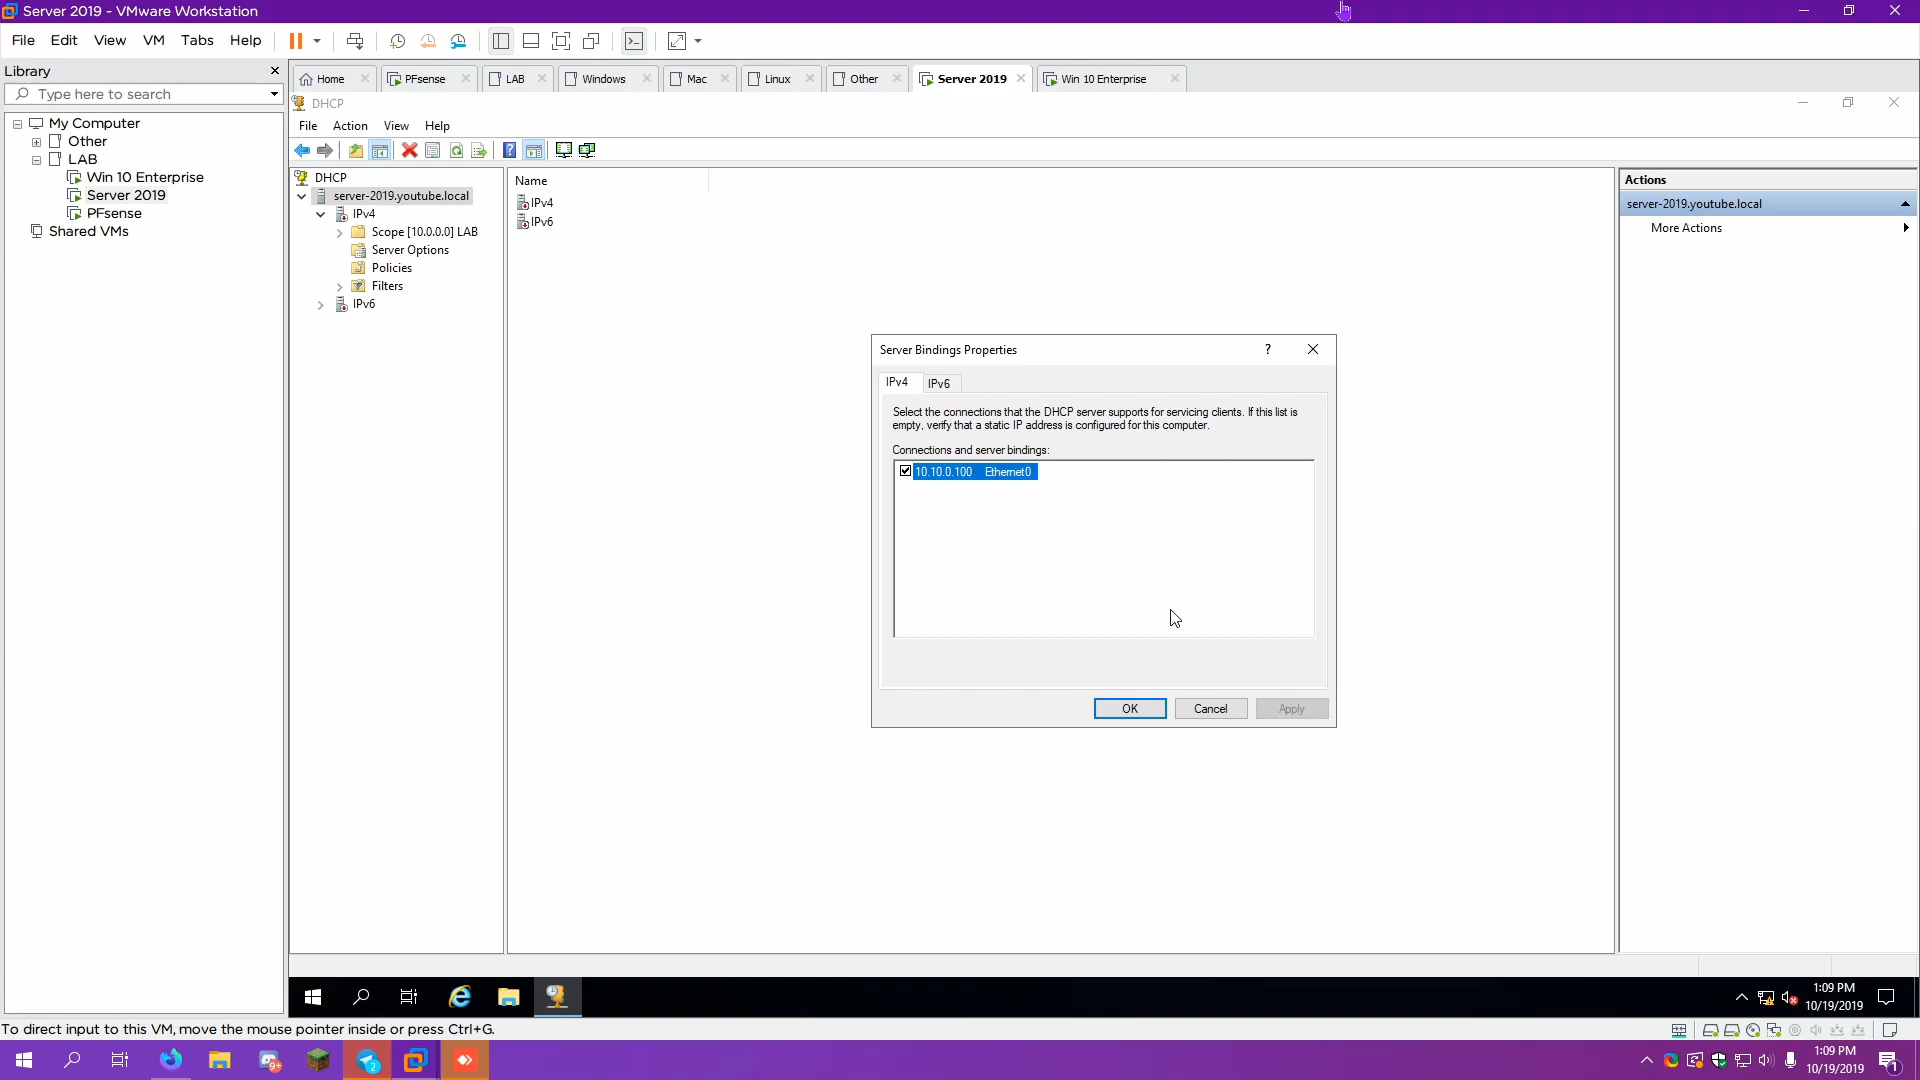 Server 2019 - VMware Workstation
File Edit View VM Tabs Help
Library
Home PFsense LAB Windows Mac Linux Other Server 2019 Win 10 Enterprise
Type here to search
My Computer
Other
LAB
Win 10 Enterprise
Server 2019
PFsense
Shared VMs
DHCP
File Action View Help
DHCP
server-2019.youtube.local
IPv4
Scope [10.0.0.0] LAB
Server Options
Policies
Filters
IPv6
Name
IPv4
IPv6
Actions
server-2019.youtube.local
More Actions
Server Bindings Properties
?
IPv4 IPv6
Select the connections that the DHCP server supports for servicing clients. If this list is
empty, verify that a static IP address is configured for this computer.
Connections and server bindings:
10.10.0.100 Ethernet0
OK Cancel Apply
1:09 PM
10/19/2019
To direct input to this VM, move the mouse pointer inside or press Ctrl+G.
9+
2
1:09 PM
10/19/2019
1